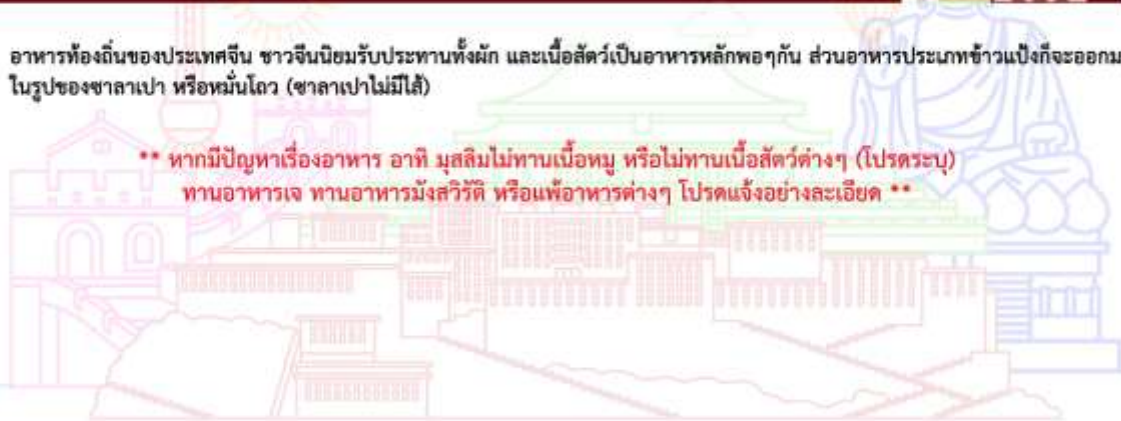 อาหารท้องถิ่นของประเทศจีน ชาวจีนนิยมรับประทานทั้งผัก และเนื้อสัตว์เป็นอาหารหลักพอๆกัน ส่วนอาหารประเภทข้าวแป้งก็จะออกม
ในรูปของซาลาเปา หรือหมั่นโถว (ซาลาเปาไม่มีไส้)
** หากมีปัญหาเรื่องอาหาร อาทิ มุสลิมไม่ทานเนื้อหมู หรือไม่ทานเนื้อสัตว์ต่างๆ (โปรดระบุ)
ทานอาหารเจ ทานอาหารมังสวิรัติ หรือแพ้อาหารต่างๆ โปรดแจ้งอย่างละเอียด **